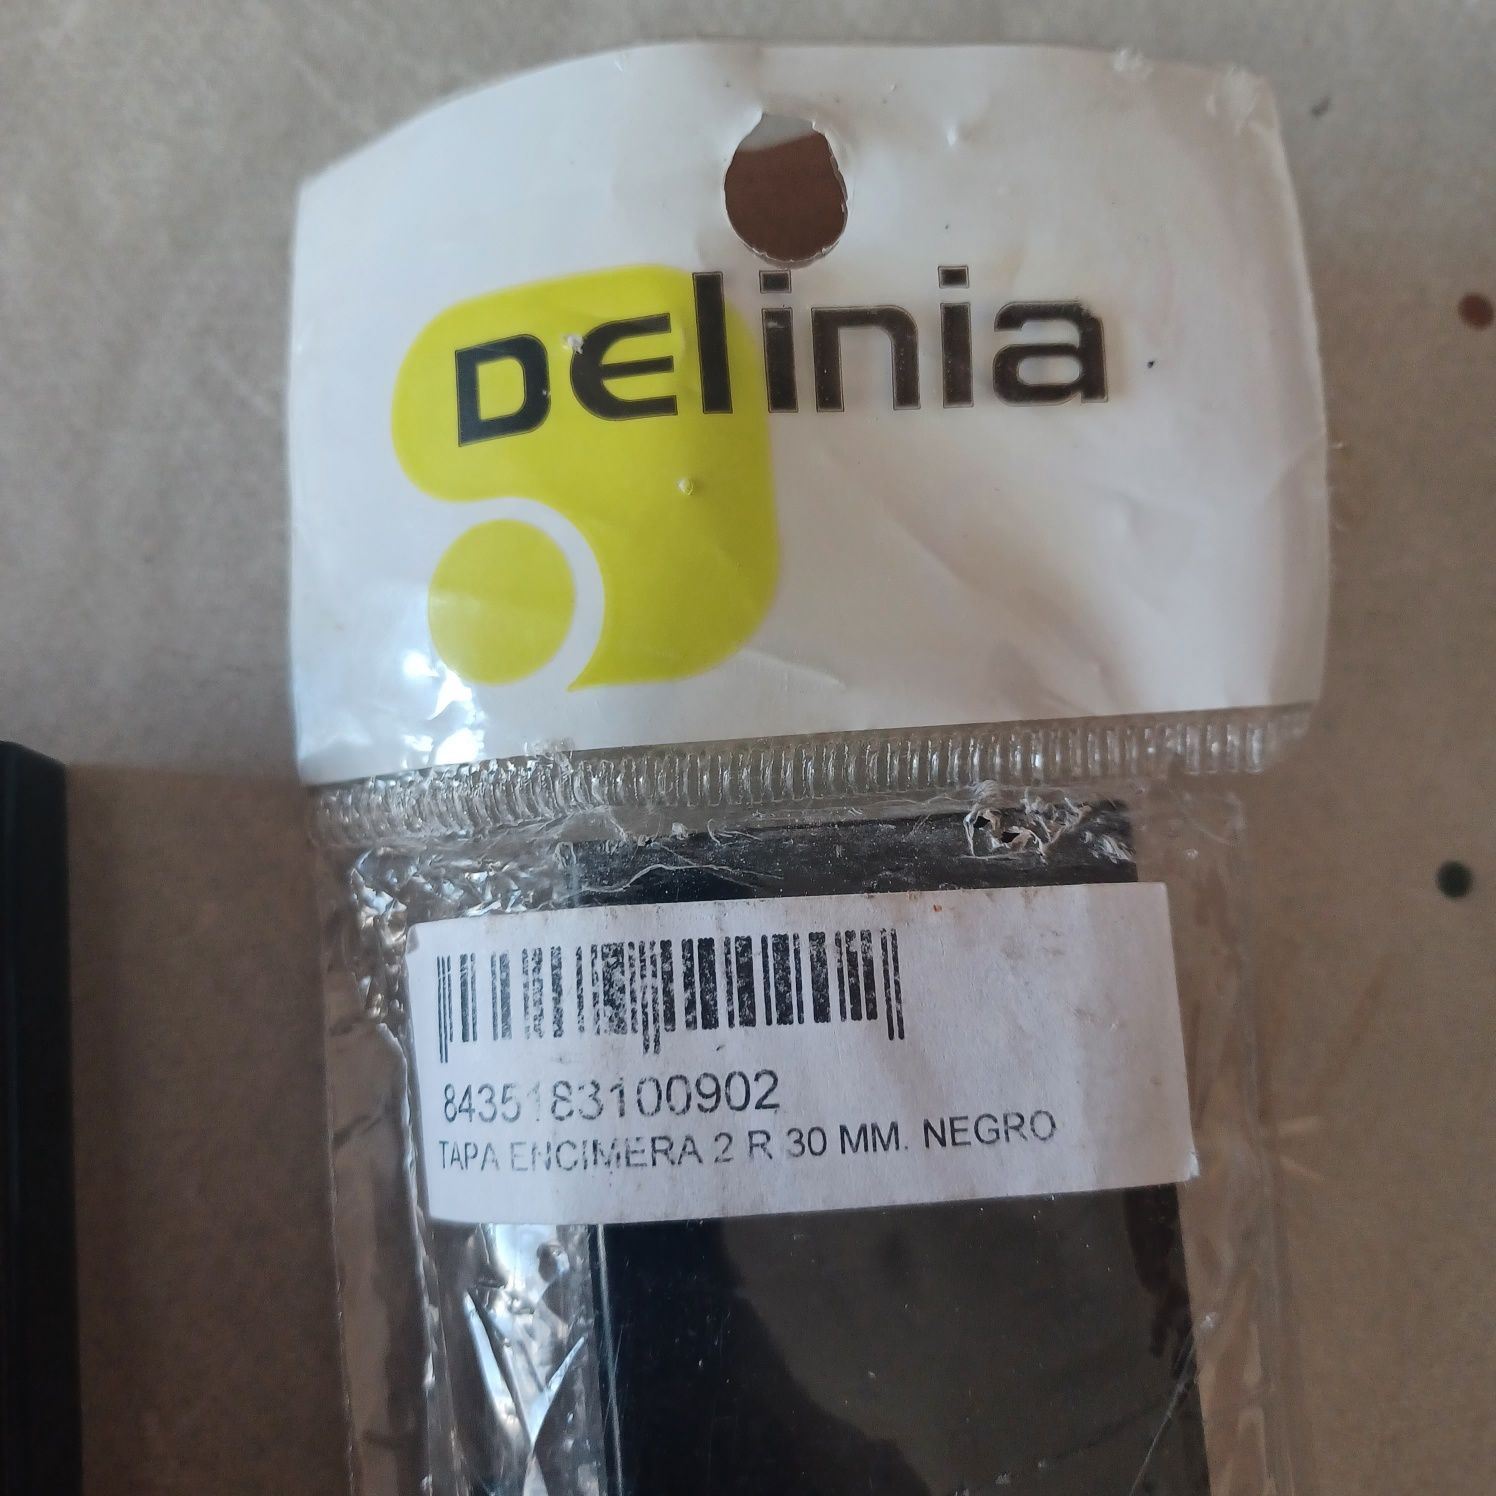 DElinia
8435183100902
TAPA ENCIMERA 2 R 30 MM. NEGRO